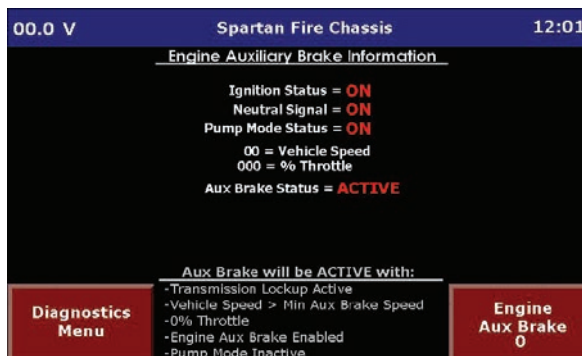 00.0 V Spartan Fire Chassis 12:01
Engine Auxiliary Brake Information
Ignition Status = ON
Neutral Signal = ON
Pump Mode Status = ON
00 = Vehicle Speed
000 = % Throttle
Aux Brake Status = ACTIVE
Aux Brake will be ACTIVE with:
-Transmission Lockup Active
-Vehicle Speed > Min Aux Brake Speed
-0% Throttle
-Engine Aux Brake Enabled
-Pump Mode Inactive
Diagnostics
Menu
Engine
Aux Brake
0